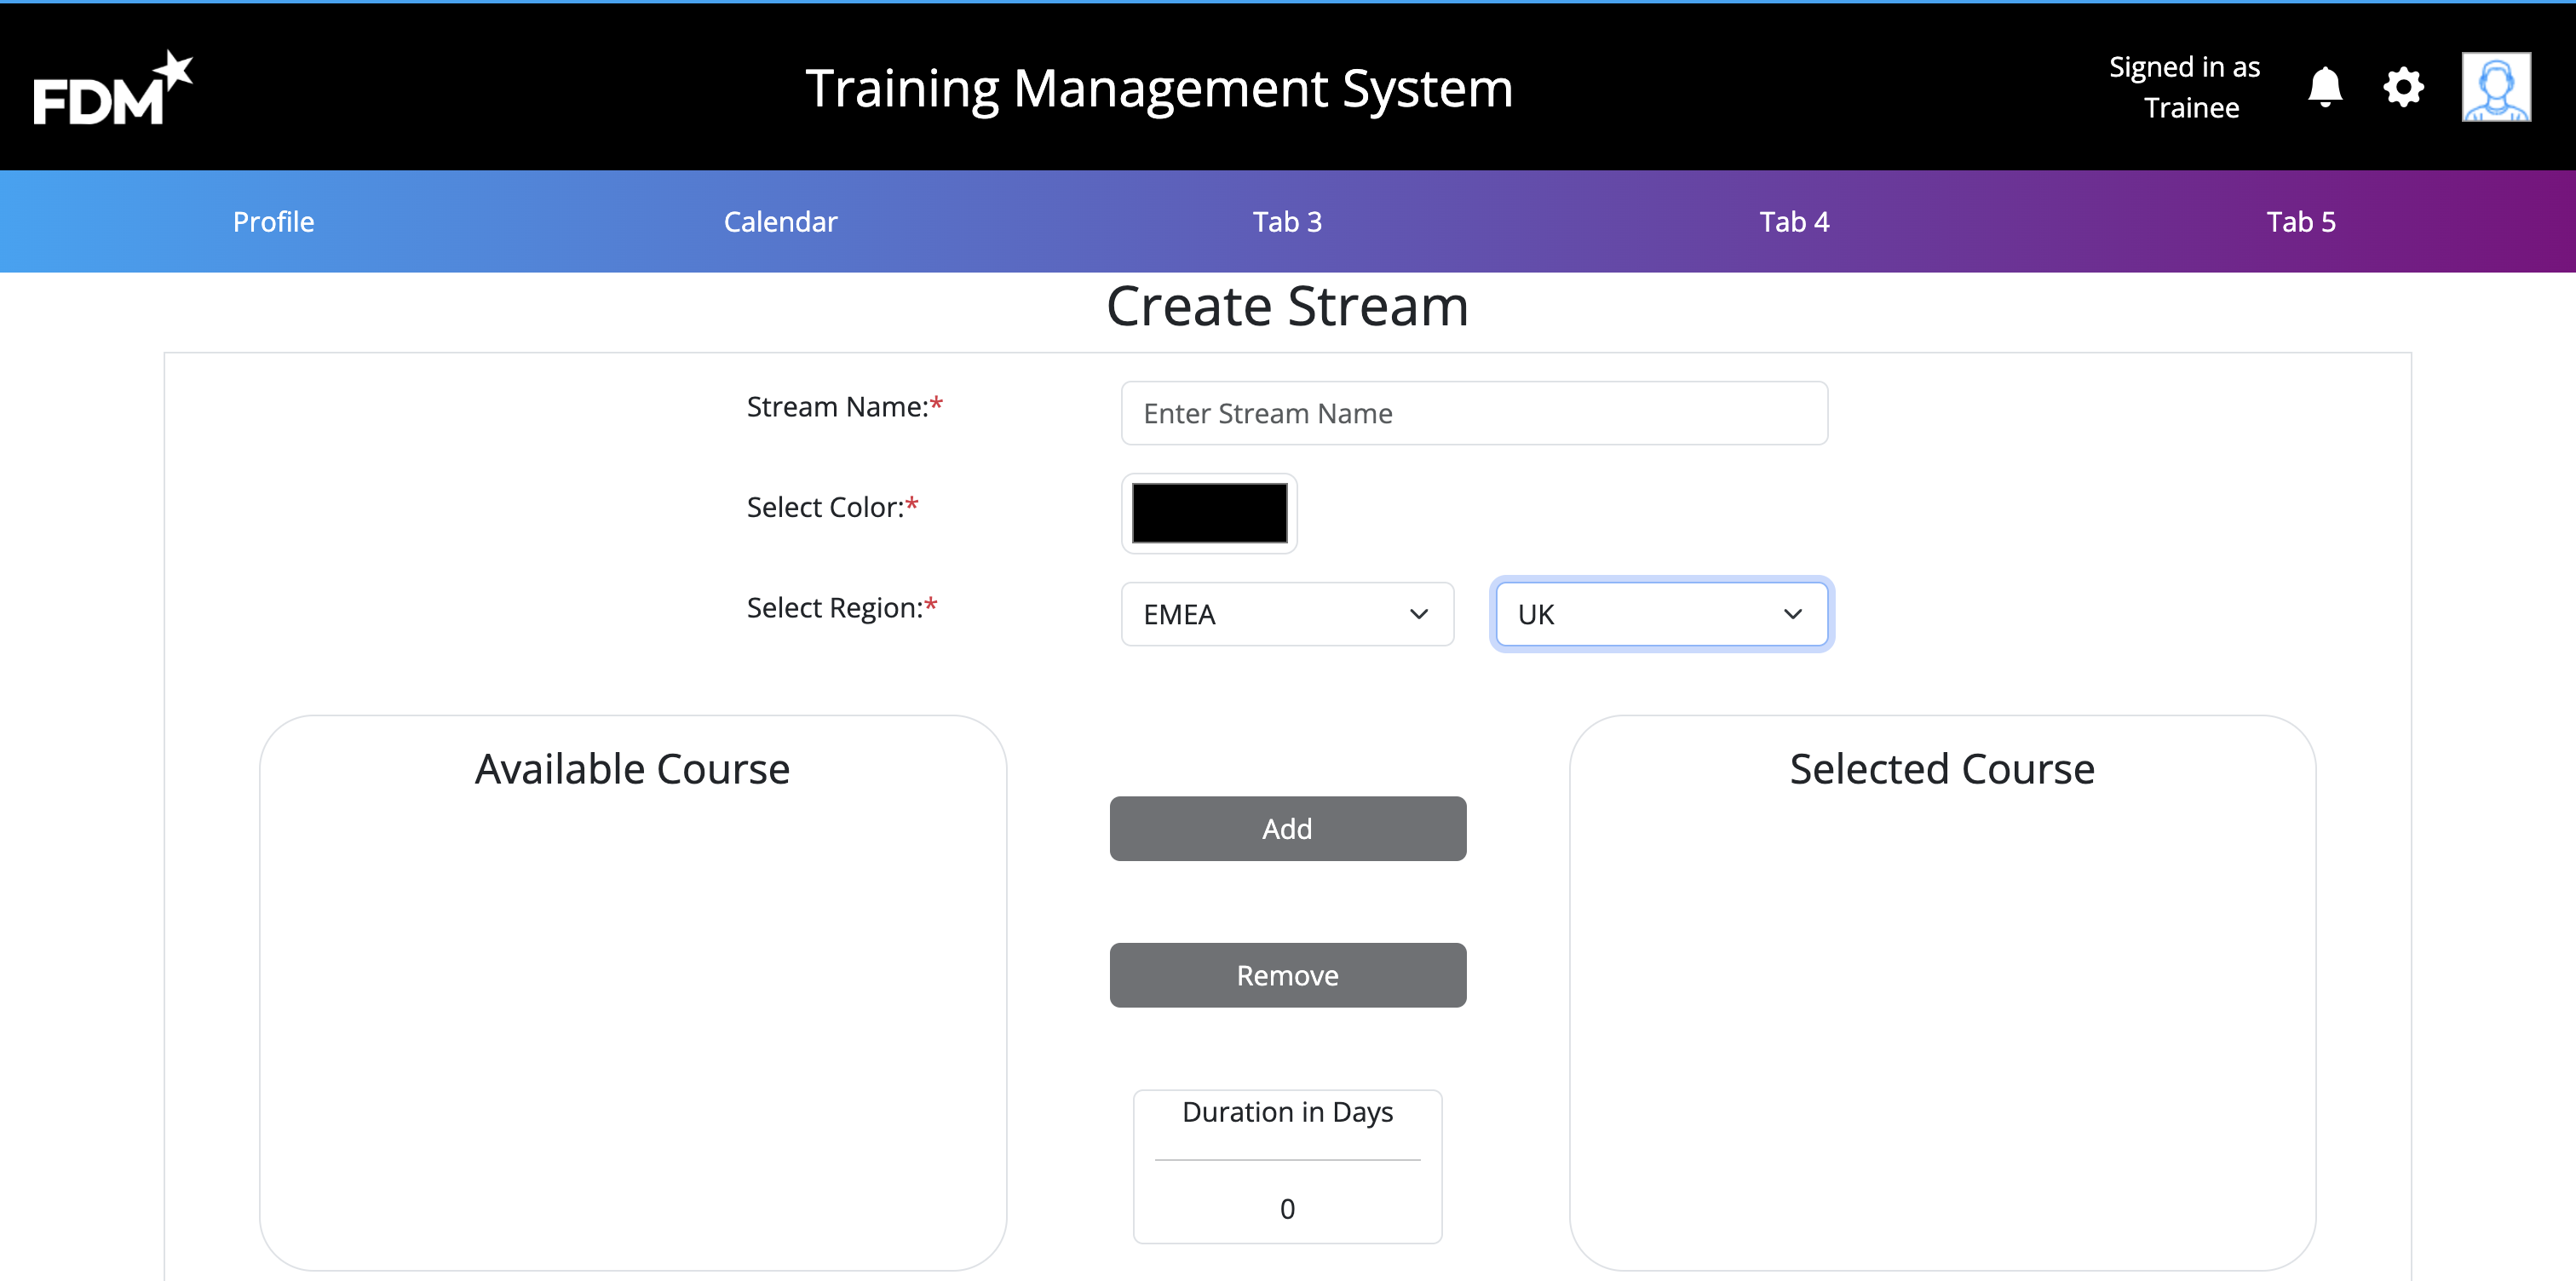 FDM
Training Management System
Signed in as
Trainee
Profile
Calendar
Tab 3
Tab 4
Tab 5
Create Stream
Stream Name:*
Enter Stream Name
Select Color:*
Select Region:*
EMEA
UK
Available Course
Add
Remove
Duration in Days
0
Selected Course